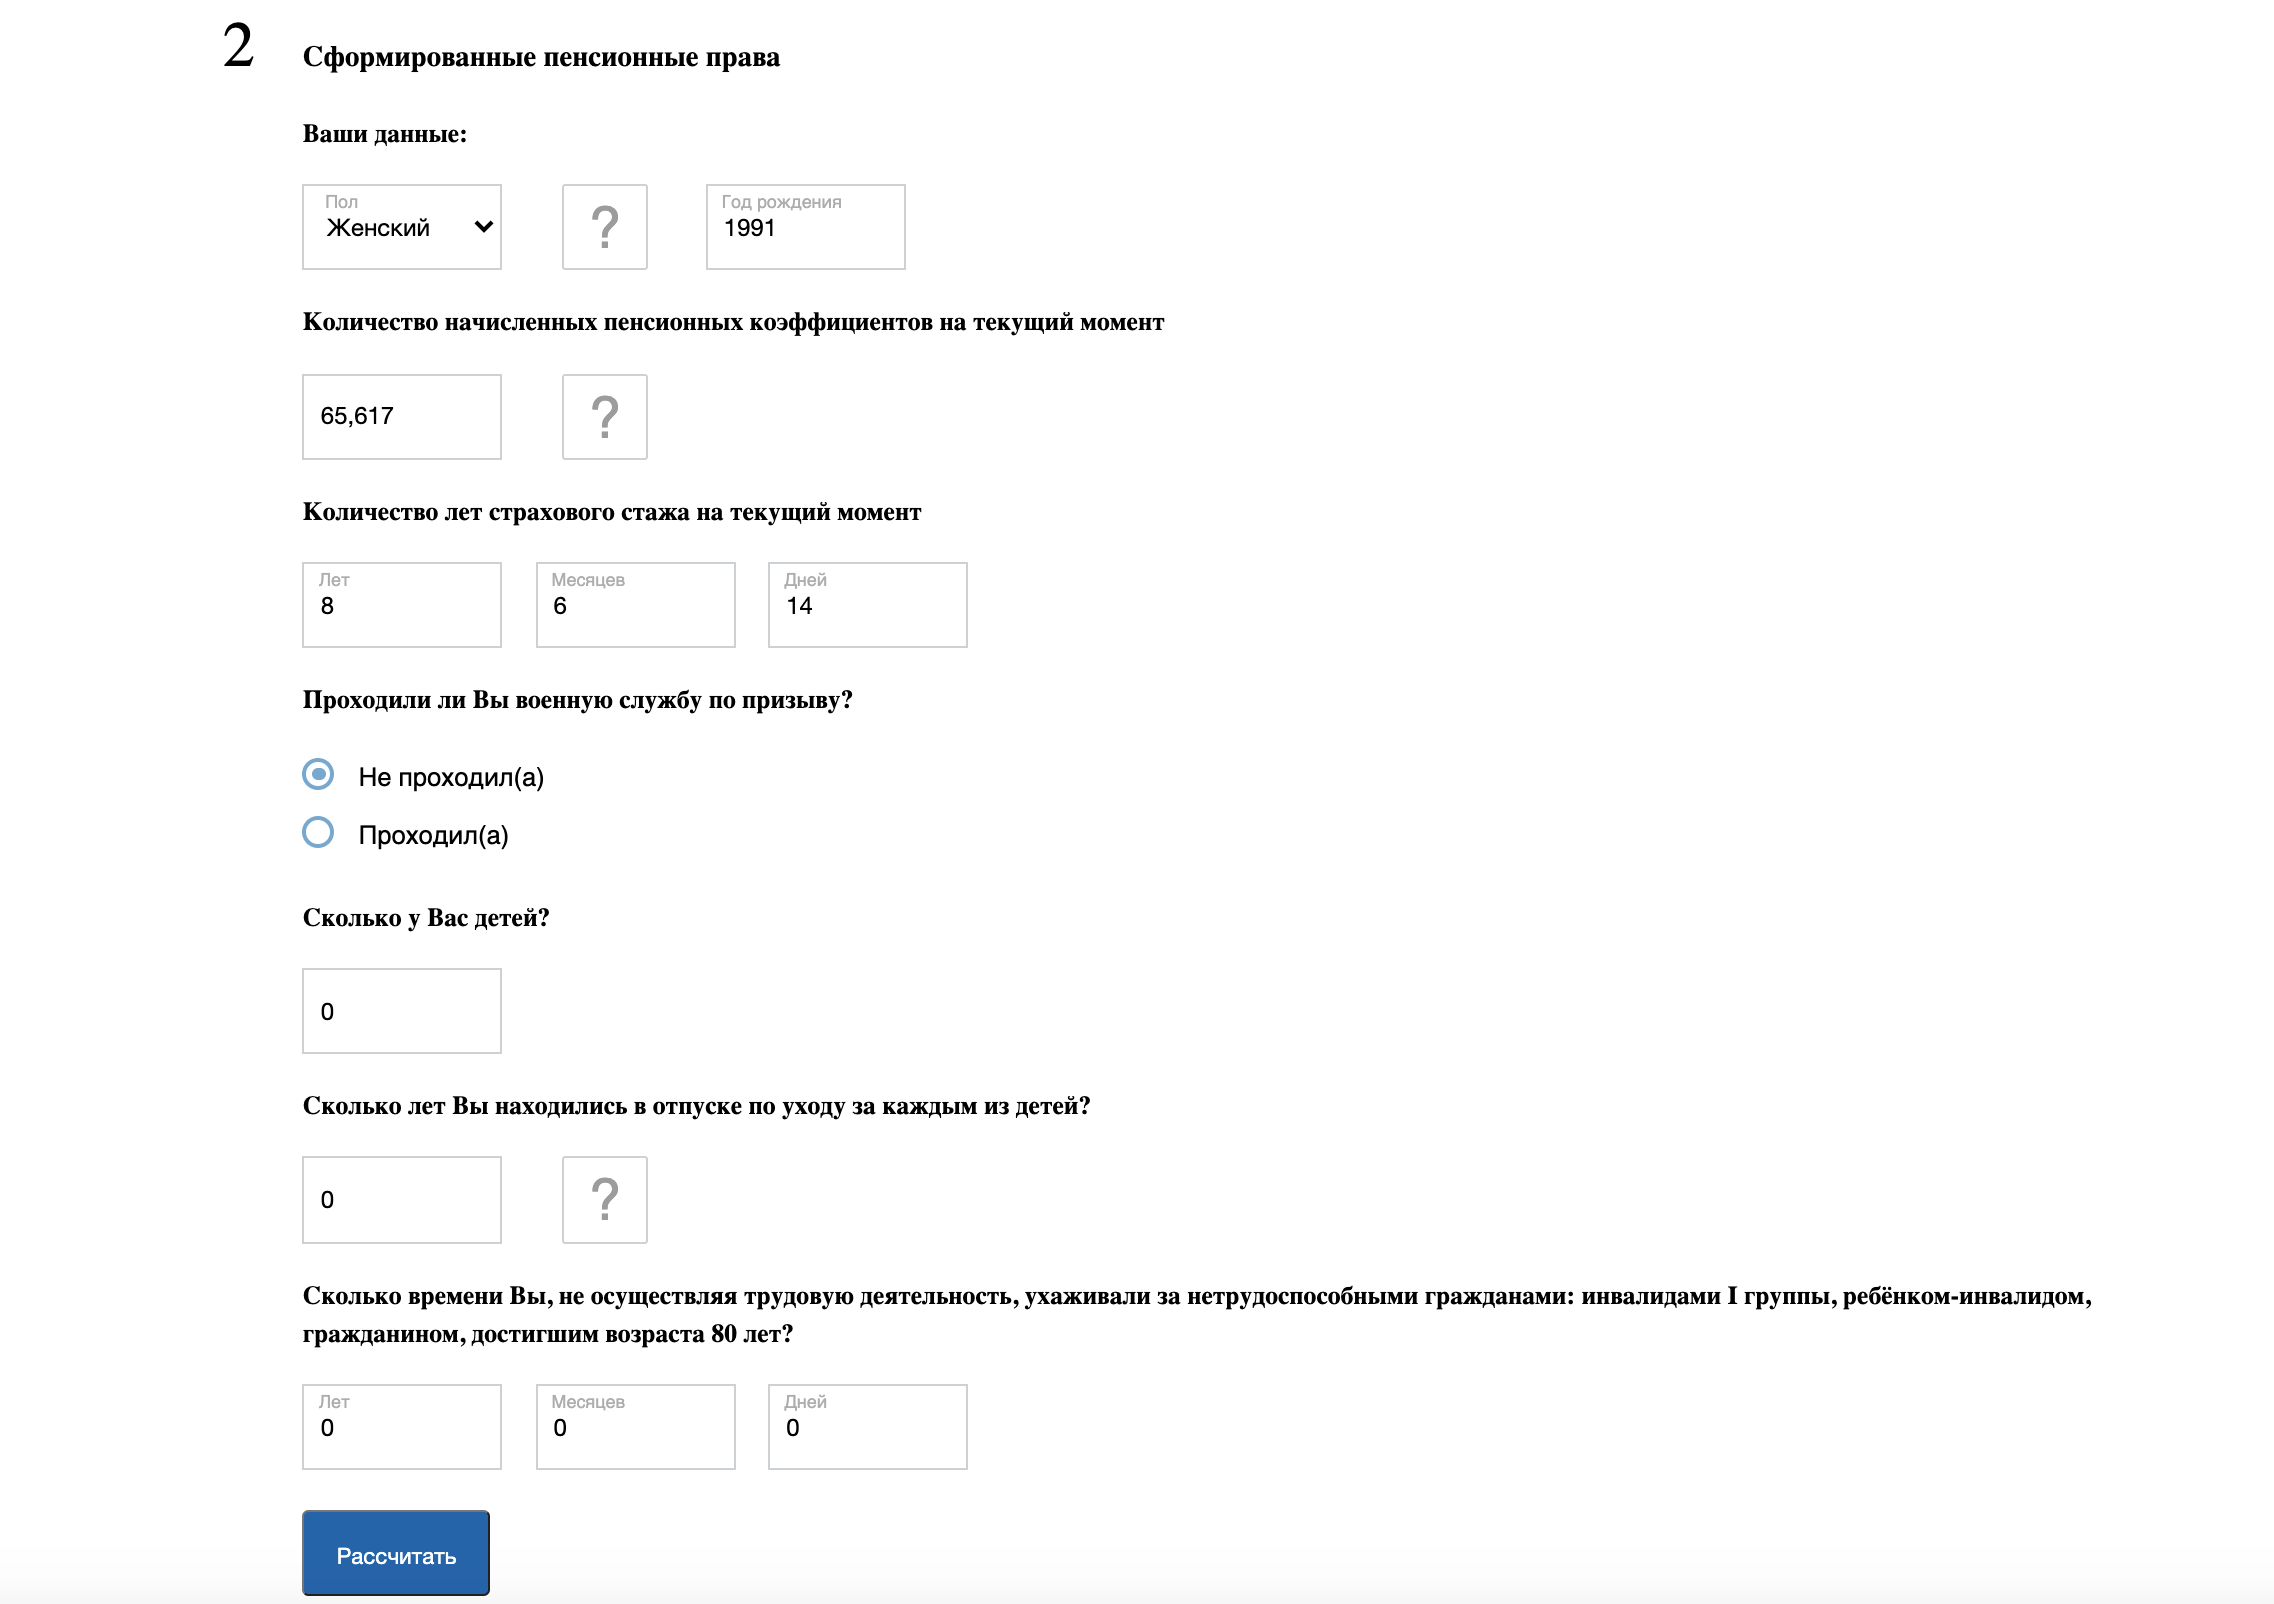 2 Сформированные пенсионные права
Ваши данные:
Пол
Женский
?
Год рождения
1991
Количество начисленных пенсионных коэффициентов на текущий момент
65,617
?
Количество лет страхового стажа на текущий момент
Лет
8
Месяцев
6
Дней
14
Проходили ли Вы военную службу по призыву?
Не проходил(а)
Проходил(а)
Сколько у Вас детей?
0
Сколько лет Вы находились в отпуске по уходу за каждым из детей?
0
?
Сколько времени Вы, не осуществляя трудовую деятельность, ухаживали за нетрудоспособными гражданами: инвалидами I группы, ребёнком-инвалидом,
гражданином, достигшим возраста 80 лет?
Лет
0
Месяцев
0
Дней
0
Рассчитать